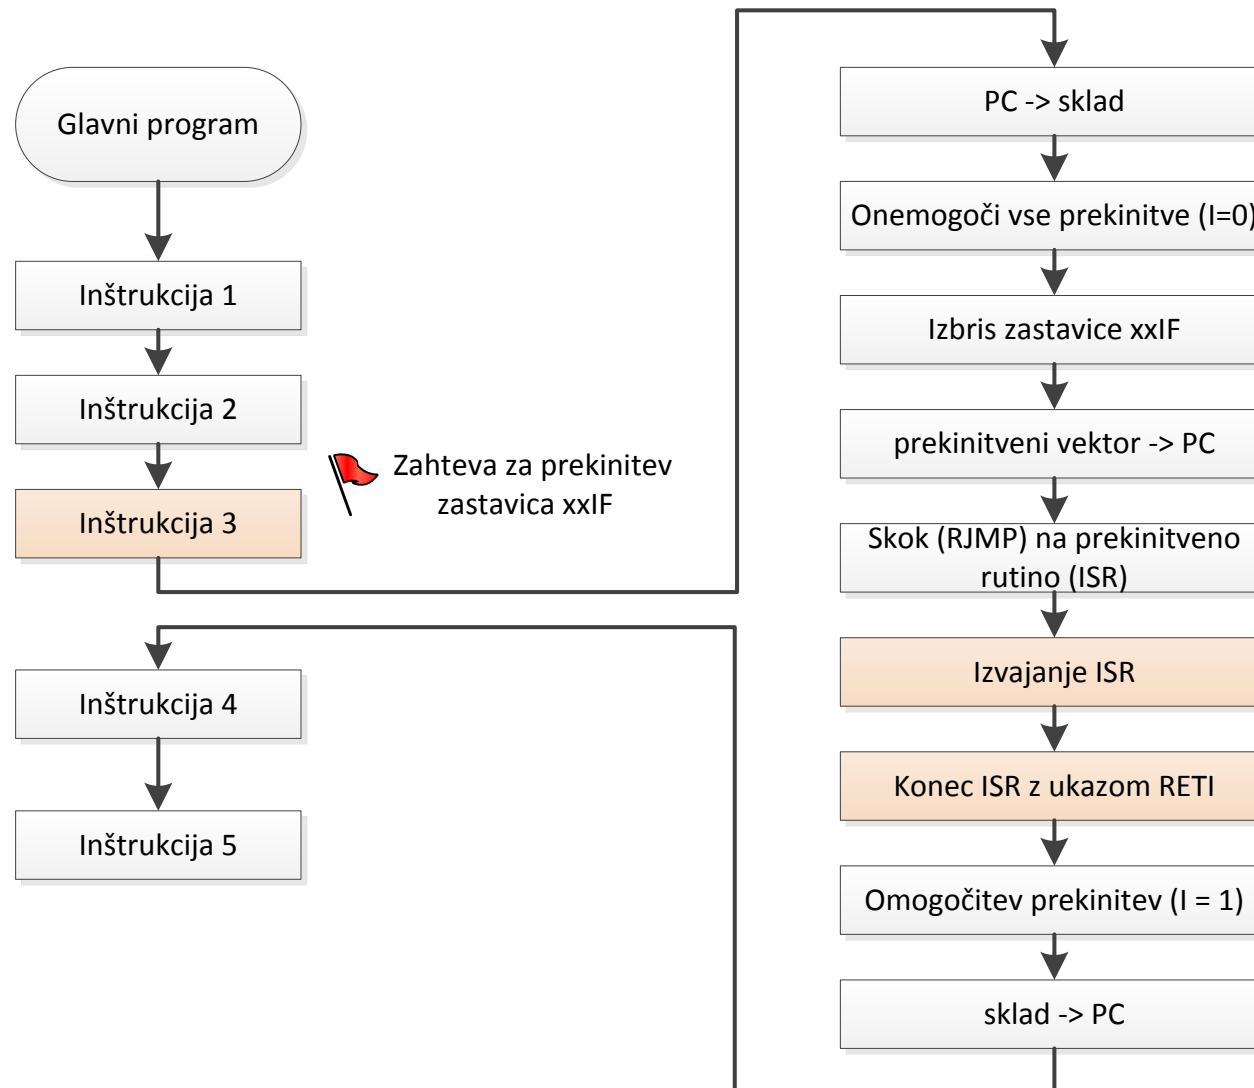 Glavni program
Inštrukcija 1
Inštrukcija 2
Inštrukcija 3
Zahteva za prekinitev
zastavica xxIF
Inštrukcija 4
Inštrukcija 5
PC -> sklad
Onemogoči vse prekinitve (I=0)
Izbris zastavice xxIF
prekinitveni vektor -> PC
Skok (RJMP) na prekinitveno
rutino (ISR)
Izvajanje ISR
Konec ISR z ukazom RETI
Omogočitev prekinitev (I = 1)
sklad -> PC